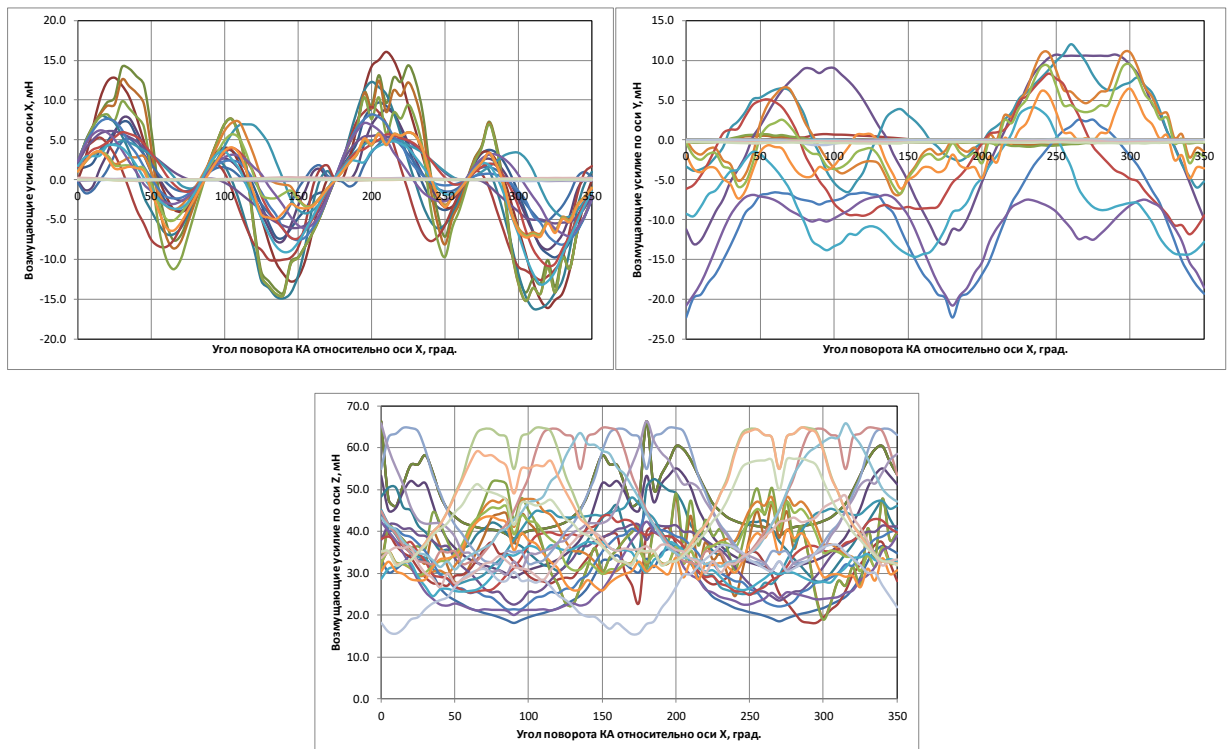 Возмущающие усилие по оси X, мН
20.0
15.0
10.0
5.0
0.0
-5.0
-10.0
-15.0
-20.0
0 50 100 150 200 250 300 350
Угол поворота КА относительно оси X, град.
Возмущающие усилие по оси Y, мН
15.0
10.0
5.0
0.0
-5.0
-10.0
-15.0
-20.0
-25.0
0 50 100 150 200 250 300 350
Угол поворота КА относительно оси X, град.
Возмущающие усилие по оси Z, мН
70.0
60.0
50.0
40.0
30.0
20.0
10.0
0.0
0 50 100 150 200 250 300 350
Угол поворота КА относительно оси X, град.